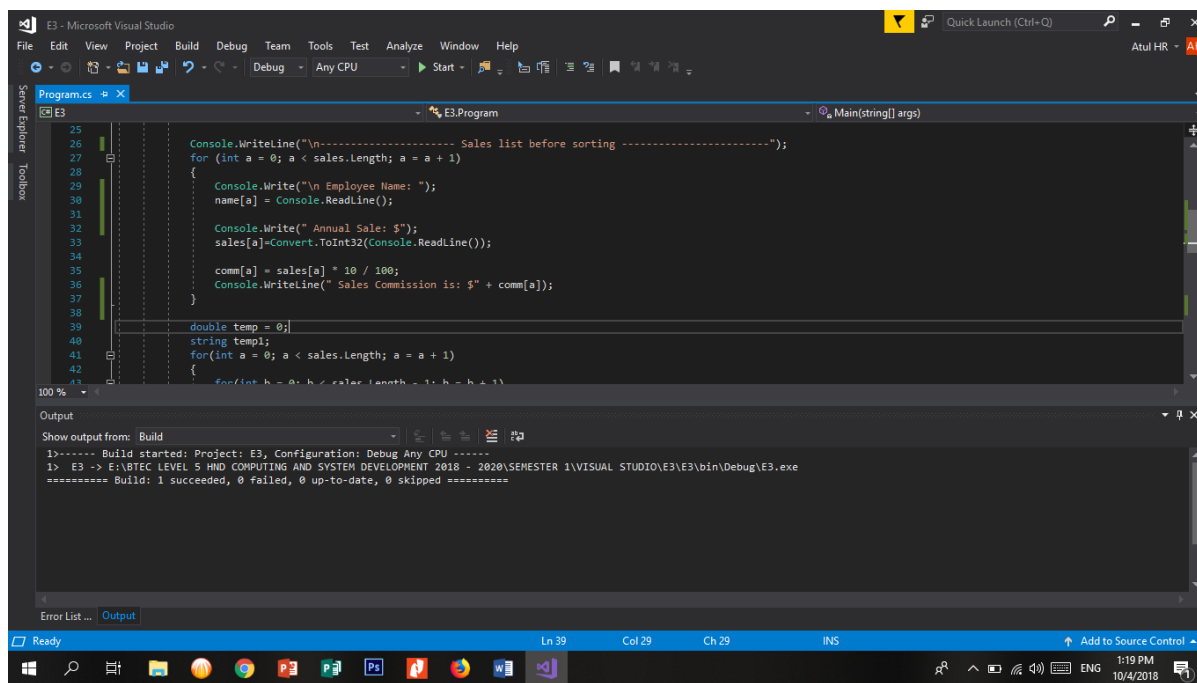 E3 - Microsoft Visual Studio
Quick Launch (Ctrl+Q)
File Edit View Project Build Debug Team Tools Test Analyze Window Help
Atul HR
Debug Any CPU Start
Server Explorer
Toolbox
Program.cs
E3 E3.Program Main(string[] args)
25
26 Console.WriteLine("\n---------------------- Sales list before sorting ------------------------");
27 for (int a = 0; a < sales.Length; a = a + 1)
28 {
29 Console.Write("\n Employee Name: ");
30 name[a] = Console.ReadLine();
31
32 Console.Write(" Annual Sale: $");
33 sales[a]=Convert.ToInt32(Console.ReadLine());
34
35 comm[a] = sales[a] * 10 / 100;
36 Console.WriteLine(" Sales Commission is: $" + comm[a]);
37 }
38
39 double temp = 0;
40 string temp1;
41 for(int a = 0; a < sales.Length; a = a + 1)
42 {
43 for(int b = 0; b < sales.Length - 1; b = b + 1)
100 %
Output
Show output from: Build
1>------ Build started: Project: E3, Configuration: Debug Any CPU ------
1> E3 -> E:\BTEC LEVEL 5 HND COMPUTING AND SYSTEM DEVELOPMENT 2018 - 2020\SEMESTER 1\VISUAL STUDIO\E3\E3\bin\Debug\E3.exe
========== Build: 1 succeeded, 0 failed, 0 up-to-date, 0 skipped ==========
Error List ... Output
Ready Ln 39 Col 29 Ch 29 INS Add to Source Control
ENG 1:19 PM
10/4/2018